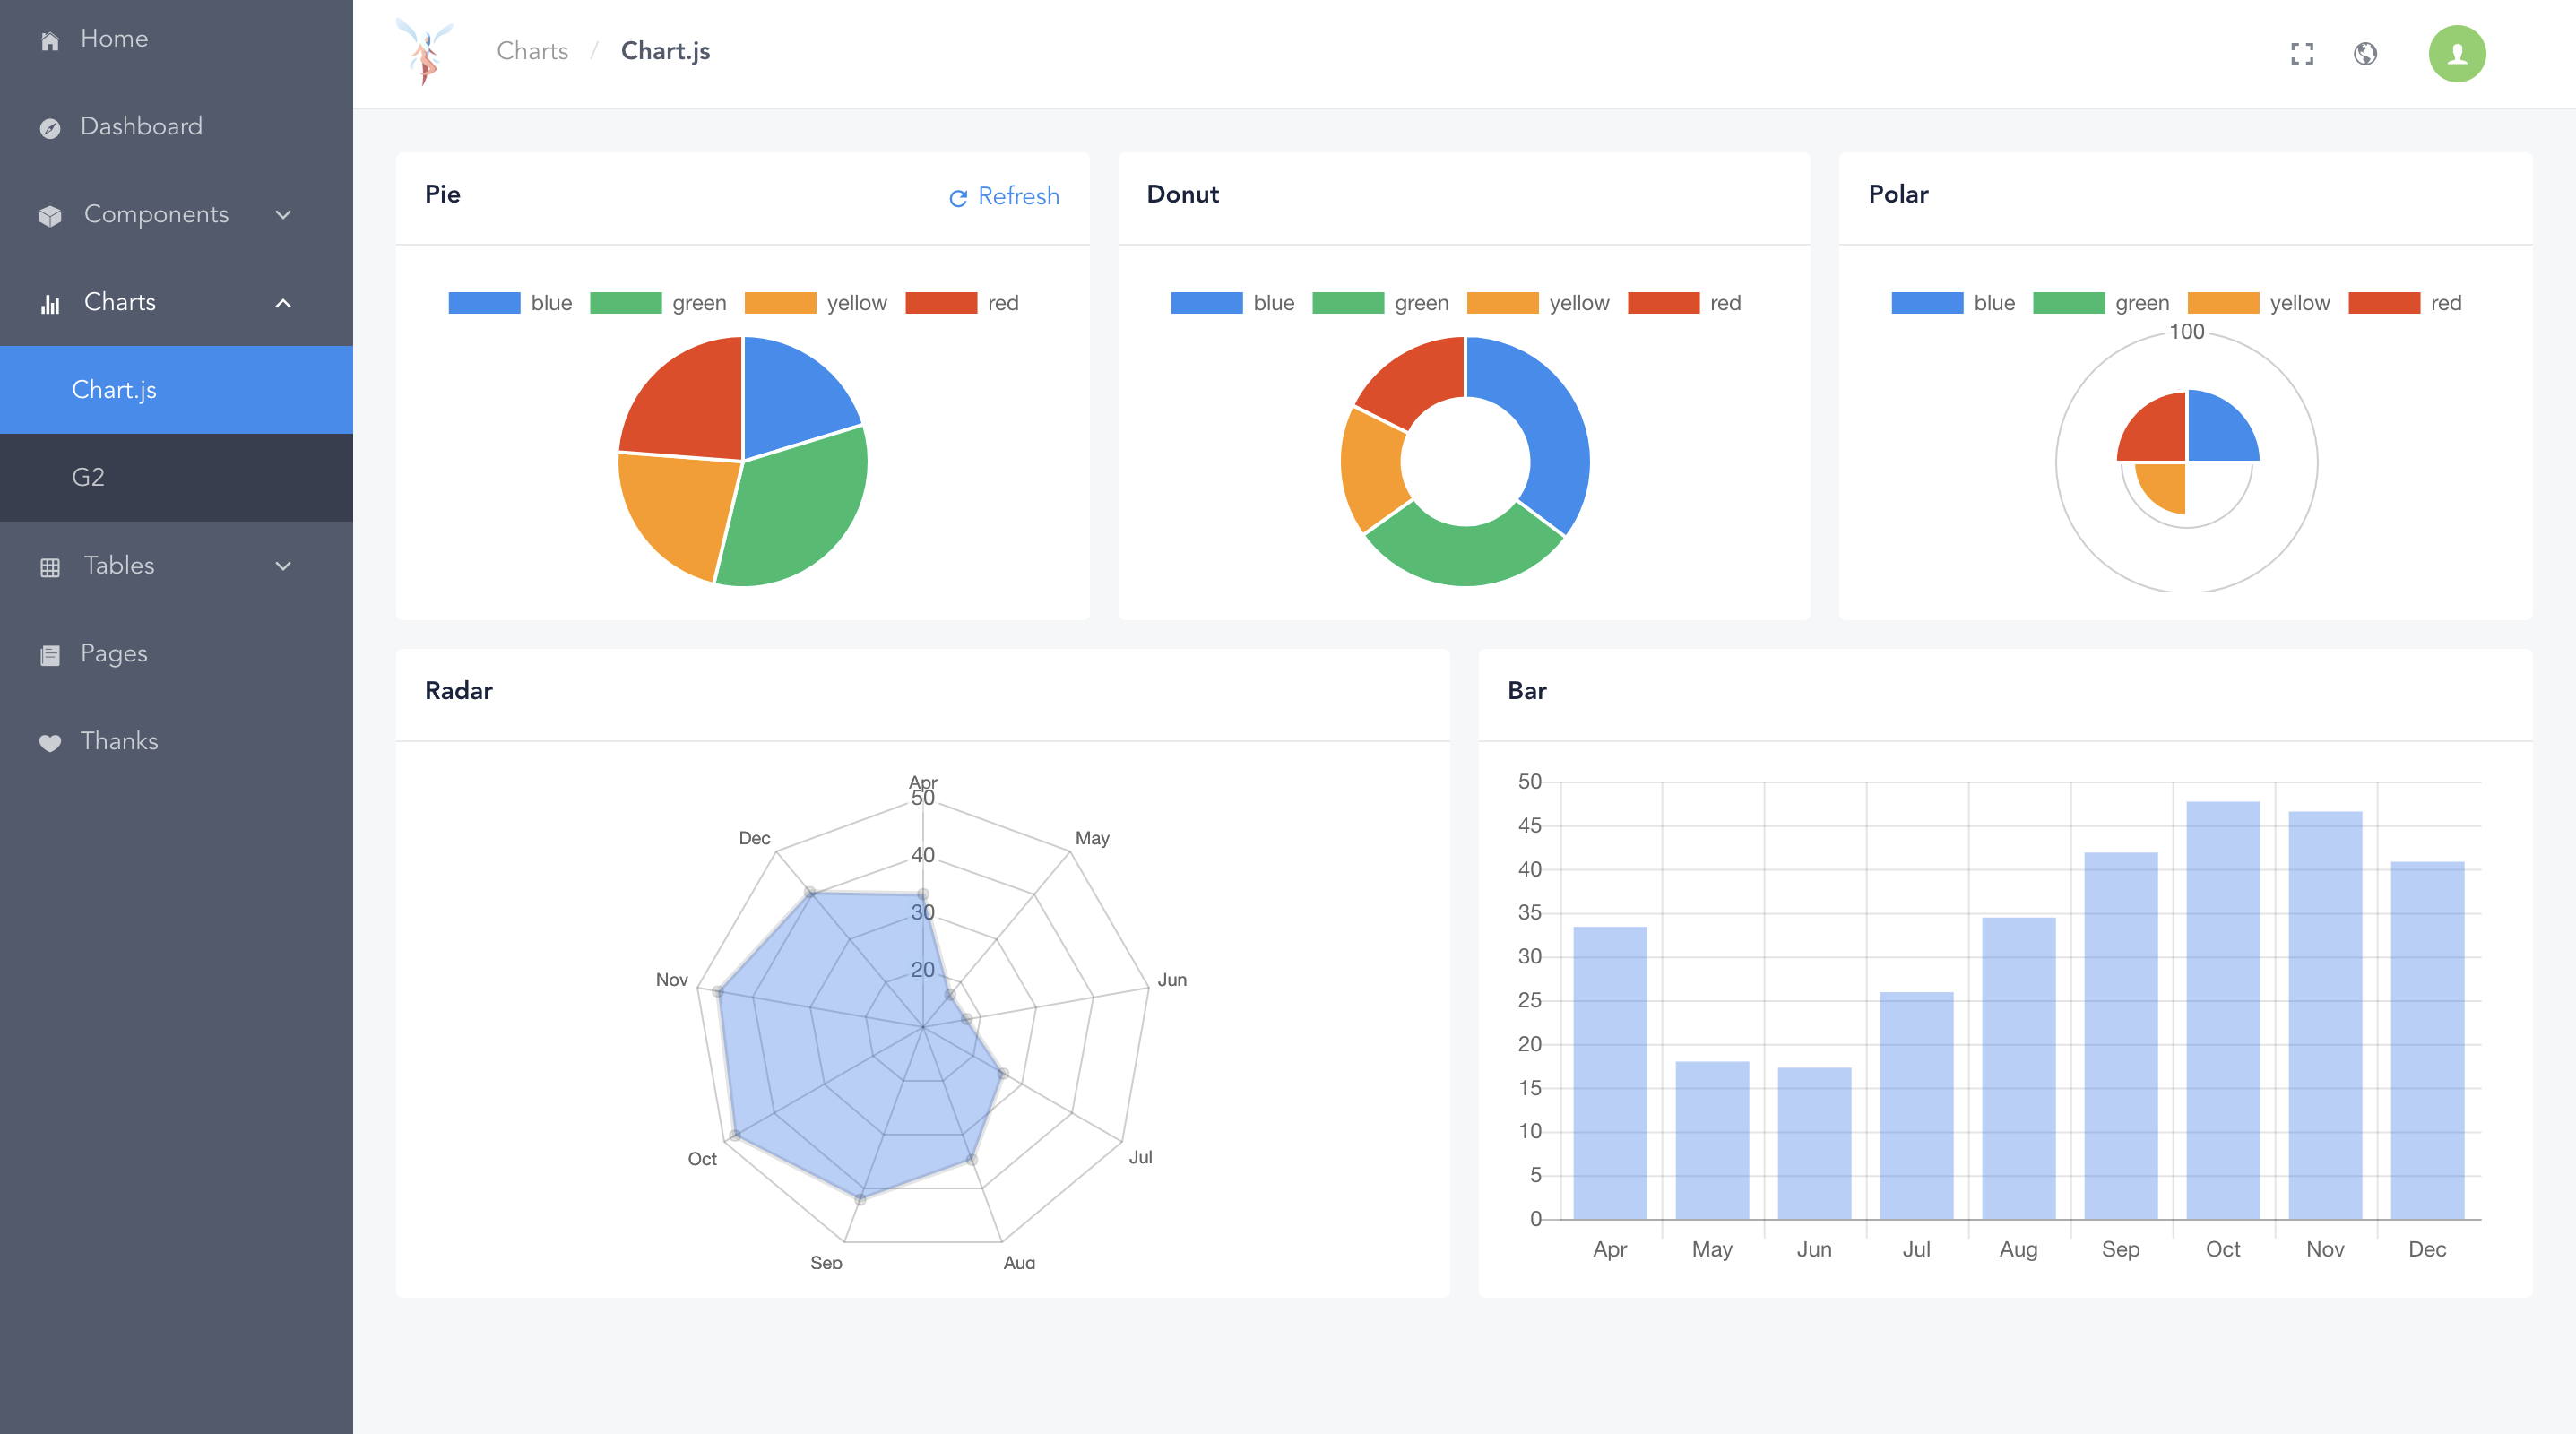 Home
Dashboard
Components
Charts
Chart.js
G2
Tables
Pages
Thanks
Charts / Chart.js
Pie
Refresh
blue green yellow red
Donut
blue green yellow red
Polar
blue green yellow red
100
Radar
Apr
50
Dec
May
40
30
20
Nov
Jun
Oct
Jul
Sep
Aug
Bar
50
45
40
35
30
25
20
15
10
5
0
Apr May Jun Jul Aug Sep Oct Nov Dec